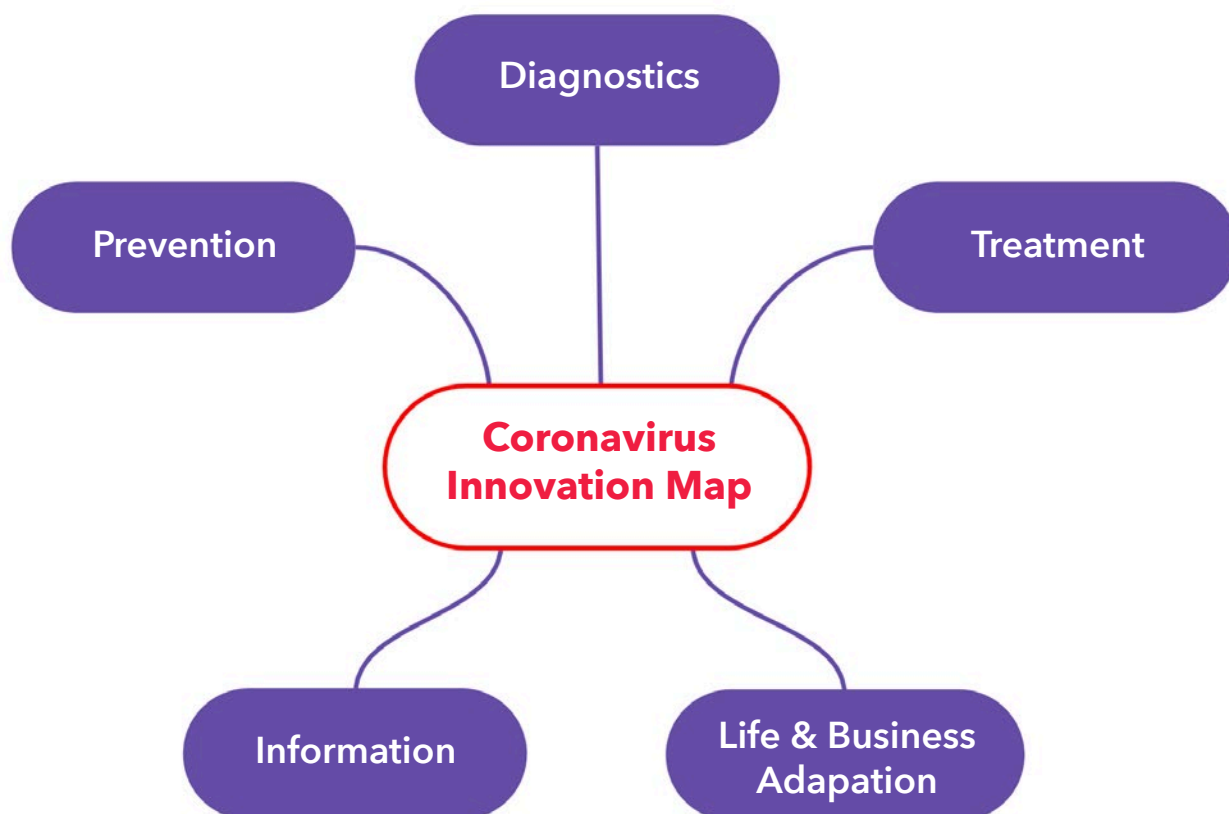 Diagnostics
Prevention
Treatment
Coronavirus
Innovation Map
Information
Life & Business
Adapation